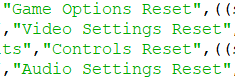 "Game Options Reset",((s
,"Video Settings Reset",
ts","Controls Reset",((s
,"Audio Settings Reset",